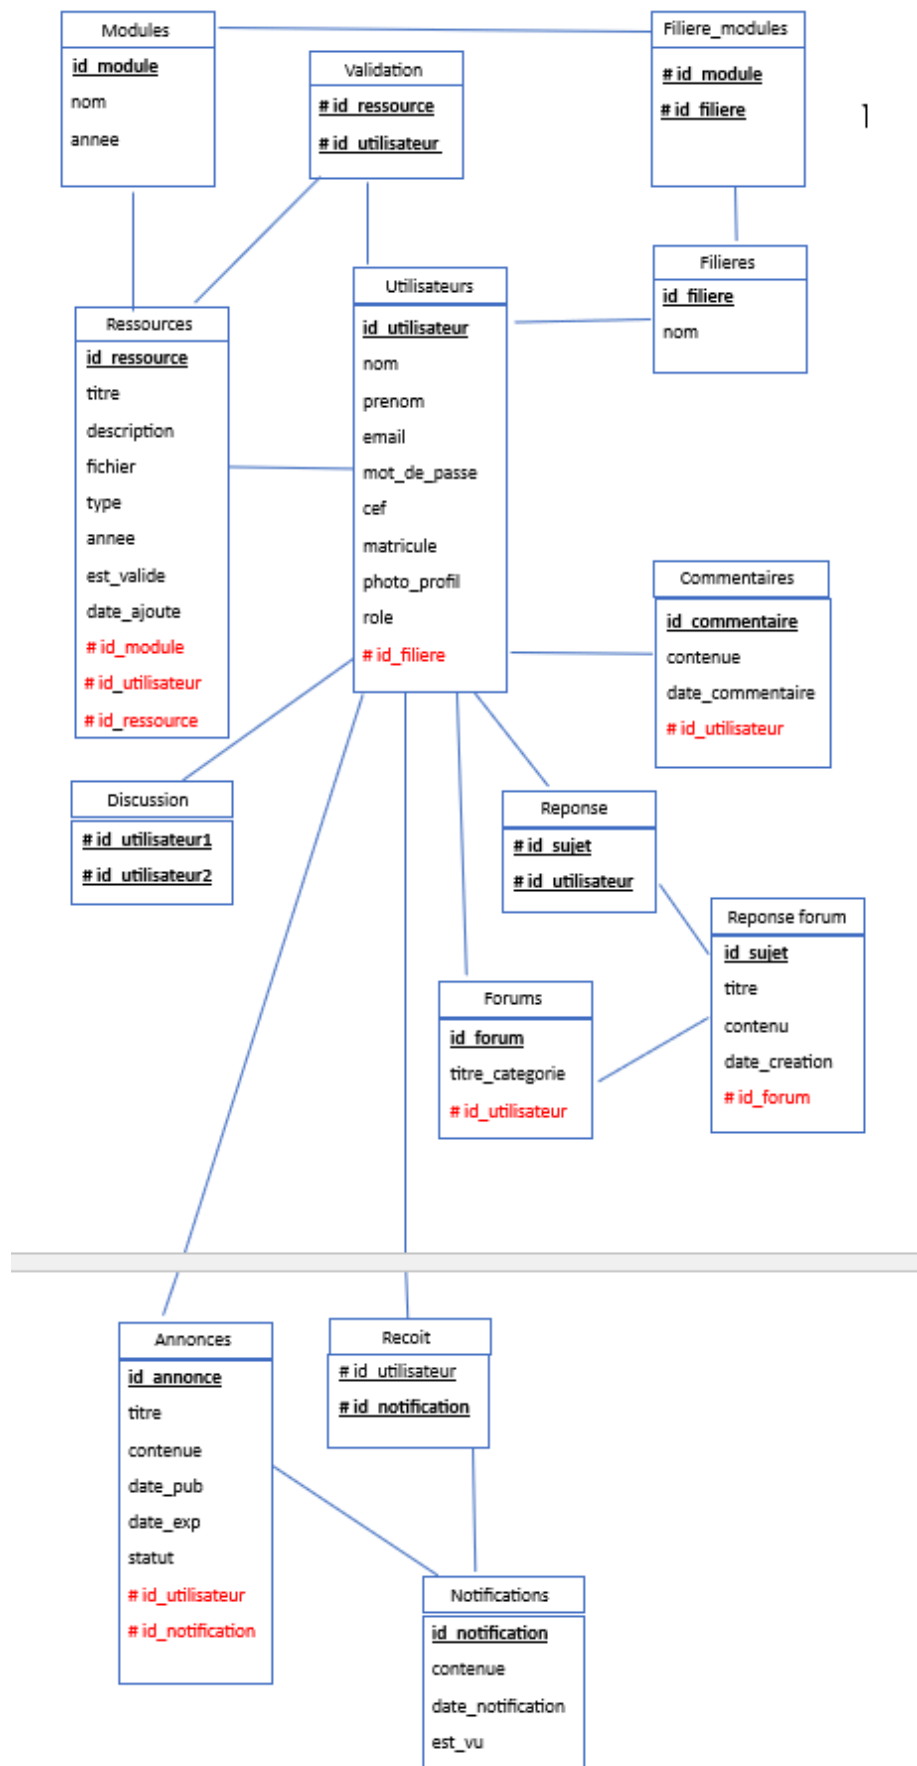 Modules
id_module
nom
annee
Validation
# id_ressource
# id_utilisateur
Filiere_modules
# id_module
# id_filiere
1
Filieres
id_filiere
nom
Utilisateurs
id_utilisateur
nom
prenom
email
mot_de_passe
cef
matricule
photo_profil
role
# id_filiere
Ressources
id_ressource
titre
description
fichier
type
annee
est_valide
date_ajoute
# id_module
# id_utilisateur
# id_ressource
Commentaires
id_commentaire
contenue
date_commentaire
# id_utilisateur
Discussion
# id_utilisateur1
# id_utilisateur2
Reponse
# id_sujet
# id_utilisateur
Reponse forum
id_sujet
titre
contenu
date_creation
# id_forum
Forums
id_forum
titre_categorie
# id_utilisateur
Annonces
id_annonce
titre
contenue
date_pub
date_exp
statut
# id_utilisateur
# id_notification
Recoit
# id_utilisateur
# id_notification
Notifications
id_notification
contenue
date_notification
est_vu